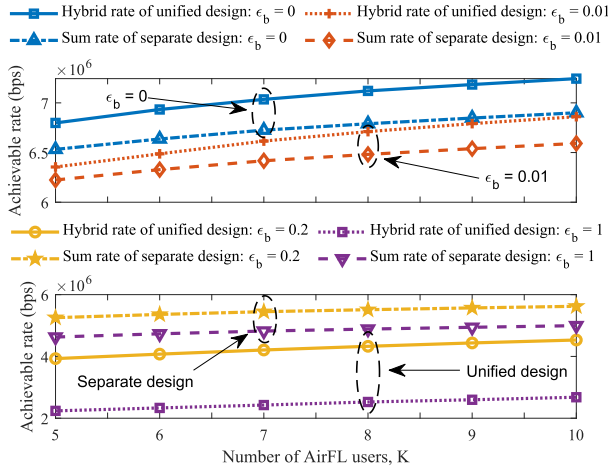 Hybrid rate of unified design: ϵb = 0 Hybrid rate of unified design: ϵb = 0.01
Sum rate of separate design: ϵb = 0 Sum rate of separate design: ϵb = 0.01
×10^6
Achievable rate (bps)
7
6.5
6
ϵb = 0
ϵb = 0.01
Hybrid rate of unified design: ϵb = 0.2 Hybrid rate of unified design: ϵb = 1
Sum rate of separate design: ϵb = 0.2 Sum rate of separate design: ϵb = 1
×10^6
Achievable rate (bps)
6
4
2
Separate design
Unified design
5 6 7 8 9 10
Number of AirFL users, K